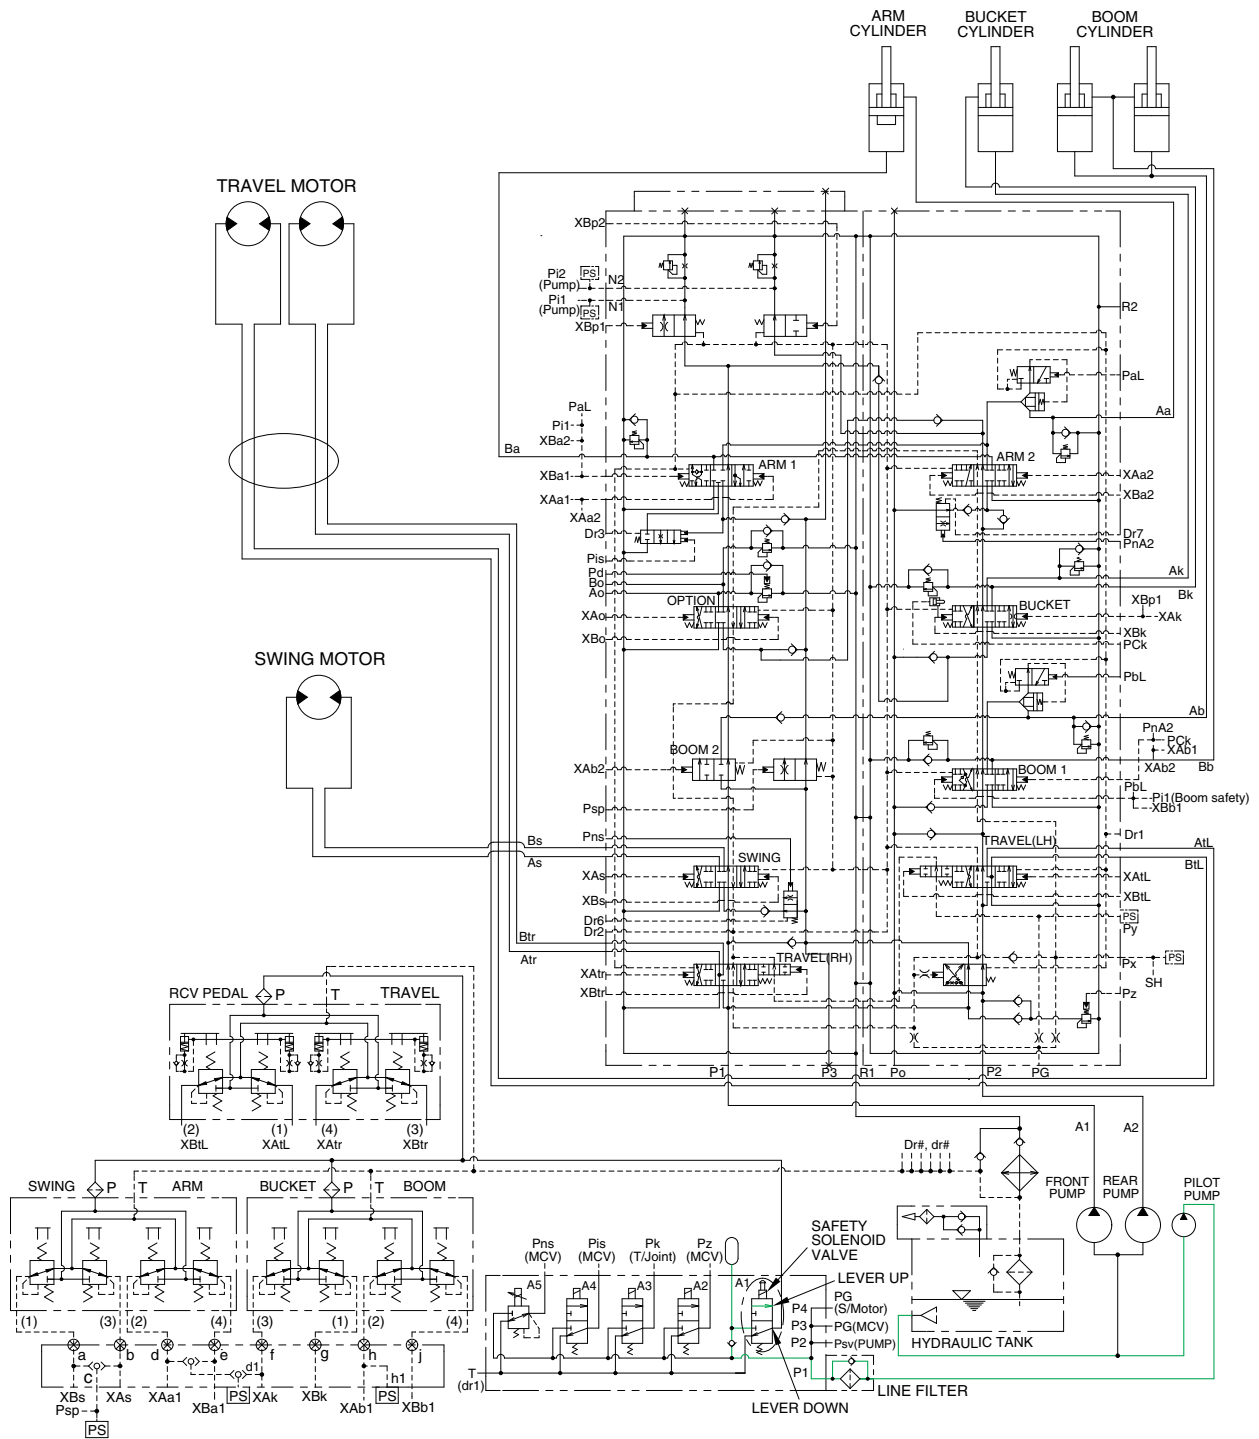 ARM
CYLINDER
BUCKET
CYLINDER
BOOM
CYLINDER
TRAVEL MOTOR
XBp2
Pi2
(Pump)
PS
N2
Pi1
(Pump)
PS
N1
XBp1
R2
PaL
Aa
PaL
Pi1
XBa2
Ba
XBa1
XAa1
XAa2
ARM 1
ARM 2
XAa2
XBa2
Dr3
Dr7
PnA2
Pis
Pd
Bo
Ao
Ak
Bk
OPTION
BUCKET
XBp1
XAk
XAo
XBo
XBk
PCk
SWING MOTOR
PbL
Ab
PnA2
PCk
XAb1
XAb2
Bb
BOOM 2
XAb2
BOOM 1
PbL
Pi1(Boom safety)
XBb1
Psp
Pns
Dr1
Bs
As
SWING
TRAVEL(LH)
AtL
BtL
XAs
XBs
XAtL
XBtL
Dr6
Dr2
PS
Py
Btr
Atr
TRAVEL(RH)
XAtr
XBtr
Px
PS
SH
Pz
RCV PEDAL
P
T
TRAVEL
P1
P3
R1
Po
P2
PG
(2)
XBtL
(1)
XAtL
(4)
XAtr
(3)
XBtr
A1
A2
Dr#, dr#
FRONT
PUMP
REAR
PUMP
PILOT
PUMP
SWING
P
T
ARM
BUCKET
P
T
BOOM
SAFETY
SOLENOID
VALVE
LEVER UP
Pns
(MCV)
Pis
(MCV)
Pk
(T/Joint)
Pz
(MCV)
A5
A4
A3
A2
A1
P4
PG
(S/Motor)
P3
PG(MCV)
P2
Psv(PUMP)
P1
T
(dr1)
HYDRAULIC TANK
LINE FILTER
LEVER DOWN
(1)
(3)
(2)
(4)
(3)
(1)
(2)
(4)
a
b
d
e
f
g
h
j
c
d1
h1
XBs
XAs
XAa1
XBa1
PS
XAk
XBk
XAb1
PS
XBb1
Psp
PS